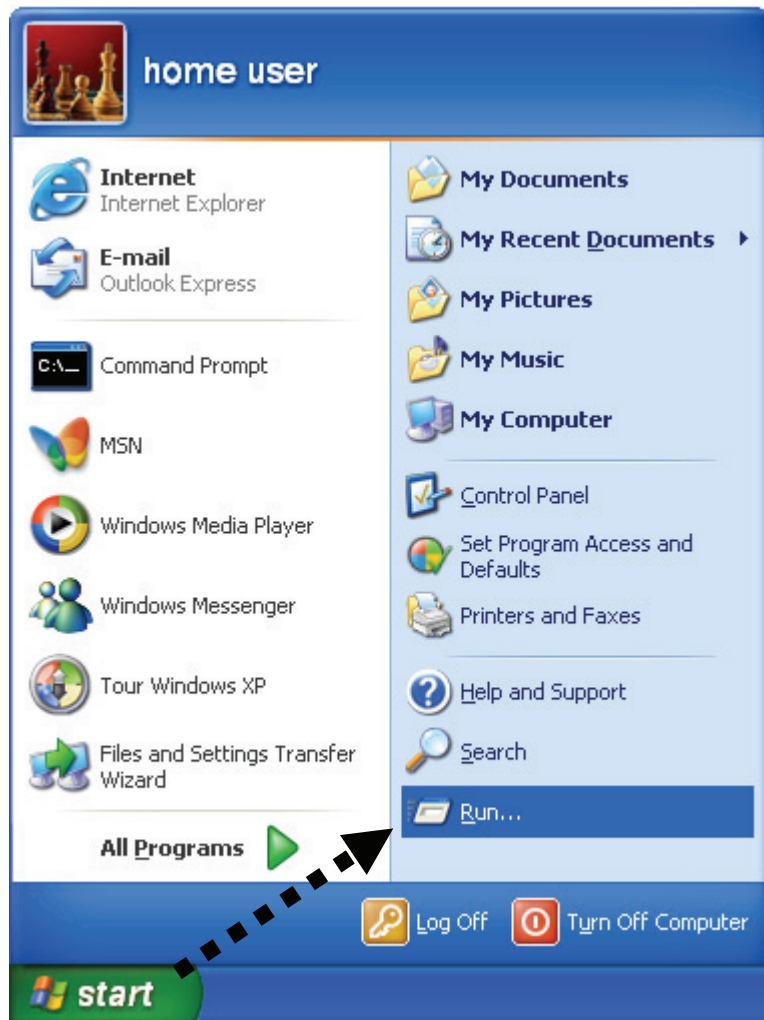 home user
Internet
Internet Explorer
E-mail
Outlook Express
C:\_
Command Prompt
MSN
Windows Media Player
Windows Messenger
Tour Windows XP
Files and Settings Transfer
Wizard
All Programs
My Documents
My Recent Documents
My Pictures
My Music
My Computer
Control Panel
Set Program Access and
Defaults
Printers and Faxes
Help and Support
Search
Run...
Log Off
Turn Off Computer
start